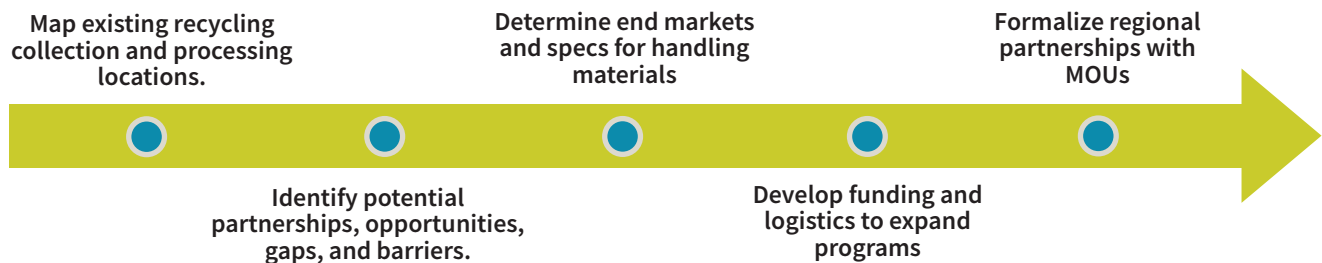 Map existing recycling
collection and processing
locations.
Identify potential
partnerships, opportunities,
gaps, and barriers.
Determine end markets
and specs for handling
materials
Develop funding and
logistics to expand
programs
Formalize regional
partnerships with
MOUs